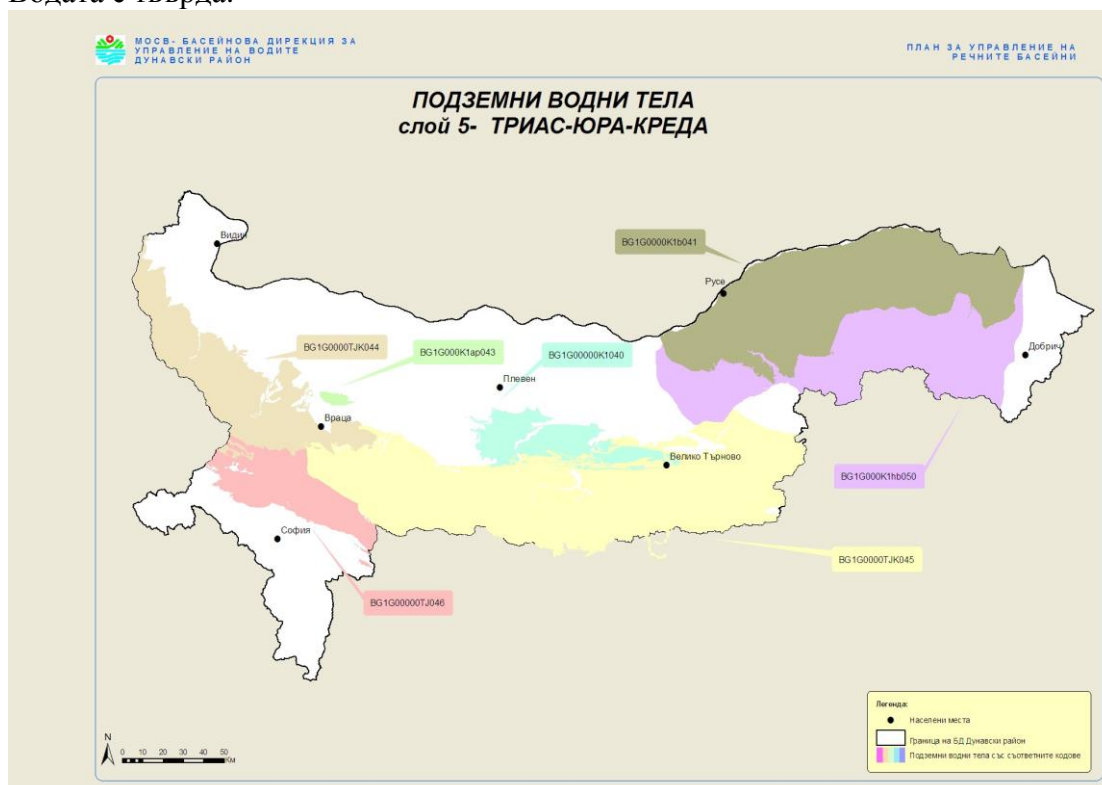 Водата е твърда.
МОСВ- БАСЕЙНОВА ДИРЕКЦИЯ ЗА
УПРАВЛЕНИЕ НА ВОДИТЕ
ДУНАВСКИ РАЙОН
ПЛАН ЗА УПРАВЛЕНИЕ НА
РЕЧНИТЕ БАСЕЙНИ
ПОДЗЕМНИ ВОДНИ ТЕЛА
слой 5- ТРИАС-ЮРА-КРЕДА
Видин
BG1G0000K1b041
Русе
BG1G0000TJK044
BG1G000K1ap043
BG1G00000K1040
Добрич
Плевен
Враца
Велико Търново
BG1G000K1hb050
София
BG1G0000TJK045
BG1G00000TJ046
Легенда:
Населени места
Граница на БД Дунавски район
Подземни водни тела със съответните кодове
N
0 10 20 30 40 50
Км